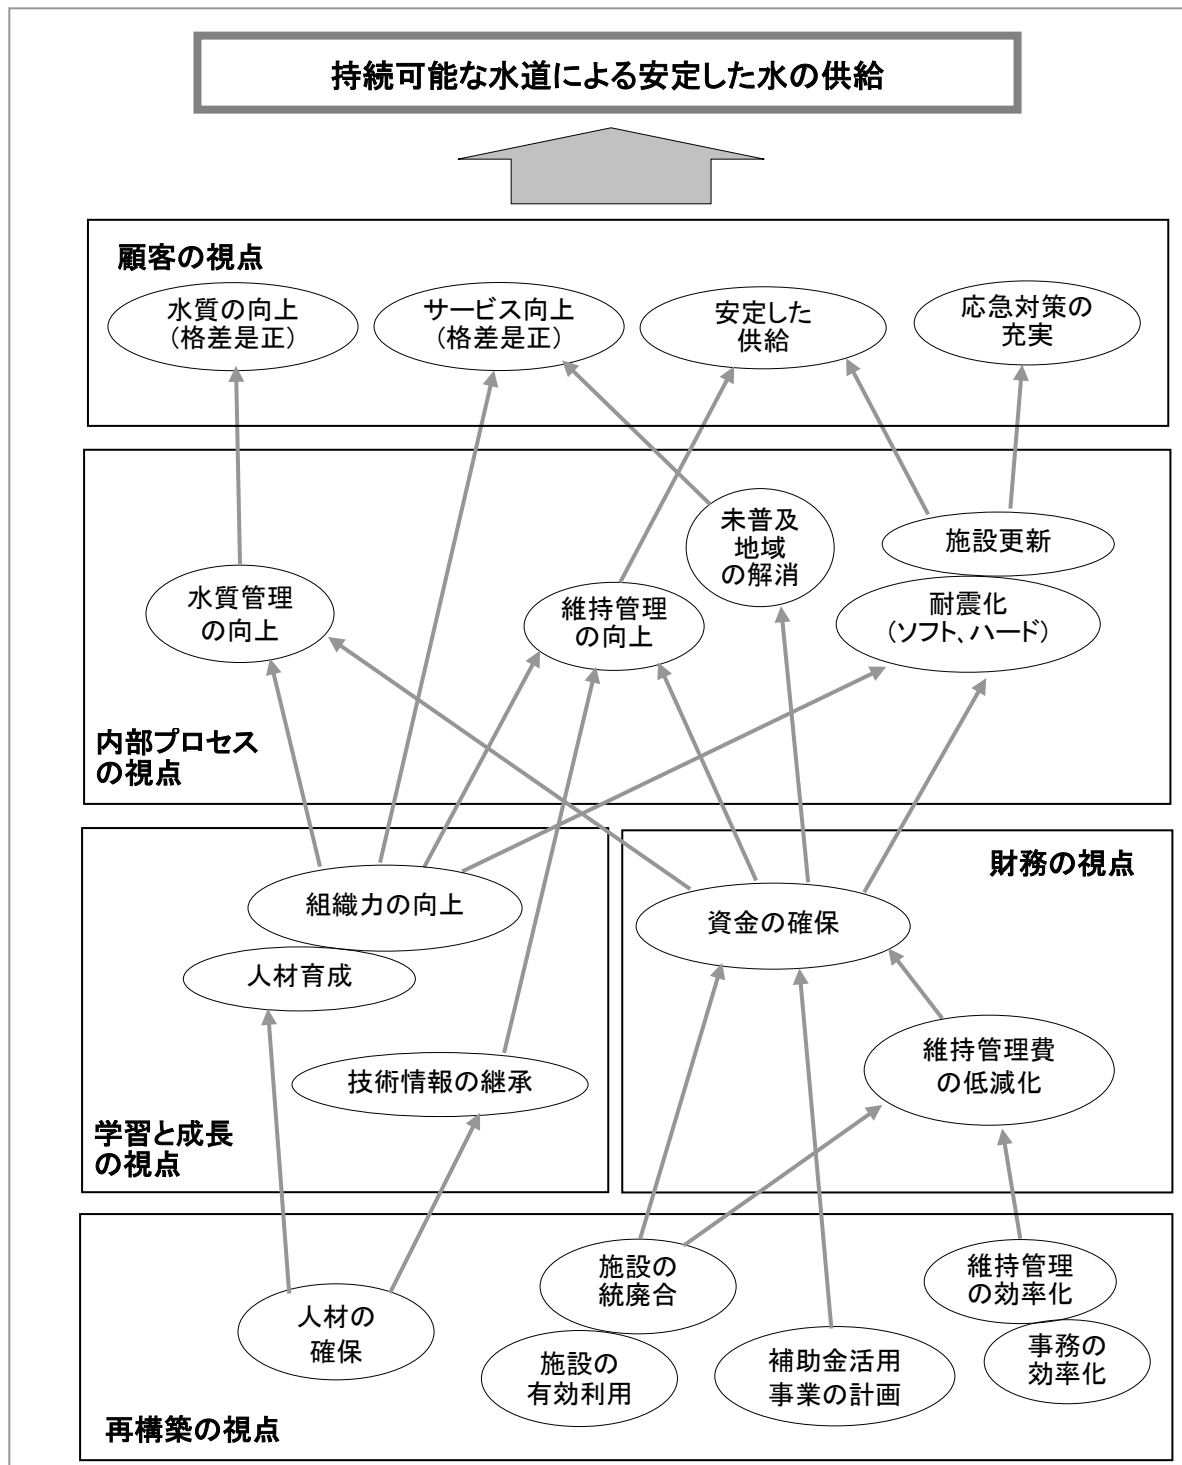 持続可能な水道による安定した水の供給
顧客の視点
水質の向上
（格差是正）
サービス向上
（格差是正）
安定した
供給
応急対策の
充実
未普及
地域
の解消
施設更新
水質管理
の向上
維持管理
の向上
耐震化
（ソフト、ハード）
内部プロセス
の視点
財務の視点
組織力の向上
資金の確保
人材育成
維持管理費
の低減化
技術情報の継承
学習と成長
の視点
施設の
統廃合
維持管理
の効率化
人材の
確保
施設の
有効利用
補助金活用
事業の計画
事務の
効率化
再構築の視点